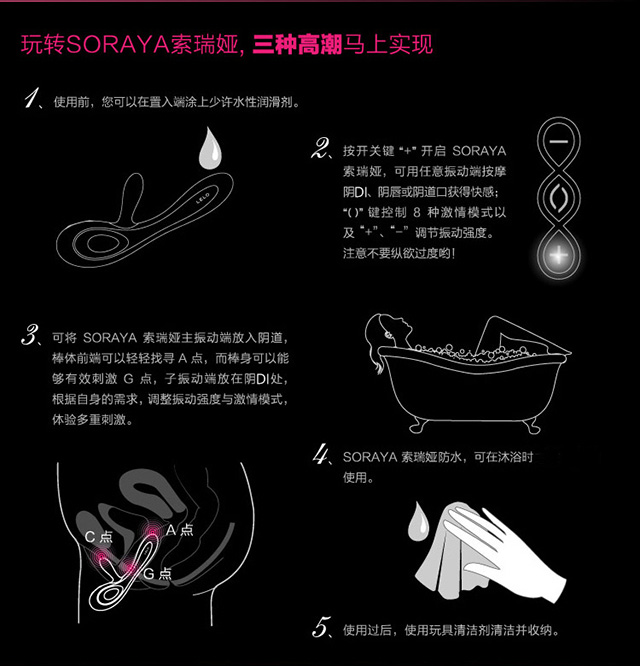 玩转SORAYA索瑞娅, 三种高潮马上实现
1、使用前，您可以在置入端涂上少许水性润滑剂。
LELO
2、按开关键 “+” 开启 SORAYA
索瑞娅，可用任意振动端按摩
阴DI、阴唇或阴道口获得快感；
“( )” 键控制 8 种激情模式以
及 “+”、“-” 调节振动强度。
注意不要纵欲过度哟！
3、可将 SORAYA 索瑞娅主振动端放入阴道，
棒体前端可以轻轻找寻 A 点，而棒身可以能
够有效刺激 G 点，子振动端放在阴DI处，
根据自身的需求，调整振动强度与激情模式，
体验多重刺激。
4、SORAYA 索瑞娅防水，可在沐浴时
使用。
C 点
A 点
G 点
5、使用过后，使用玩具清洁剂清洁并收纳。